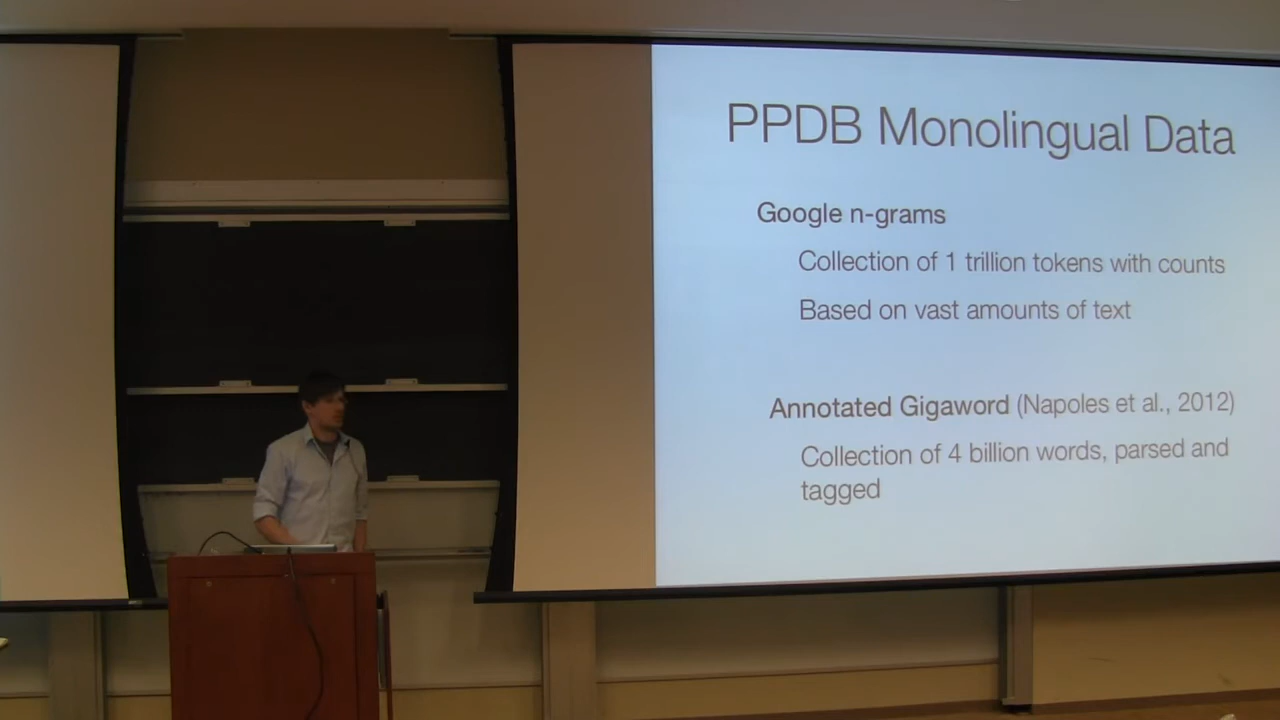 PPDB Monolingual Data
Google n-grams
Collection of 1 trillion tokens with counts
Based on vast amounts of text
Annotated Gigaword (Napoles et al., 2012)
Collection of 4 billion words, parsed and
tagged